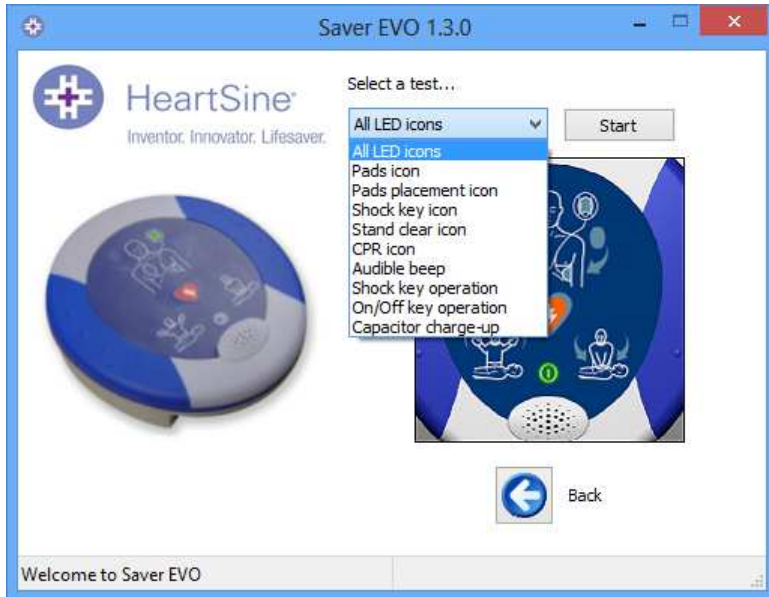 Saver EVO 1.3.0
HeartSine®
Inventor. Innovator. Lifesaver.
Select a test...
All LED icons
Start
All LED icons
Pads icon
Pads placement icon
Shock key icon
Stand clear icon
CPR icon
Audible beep
Shock key operation
On/Off key operation
Capacitor charge-up
Back
Welcome to Saver EVO